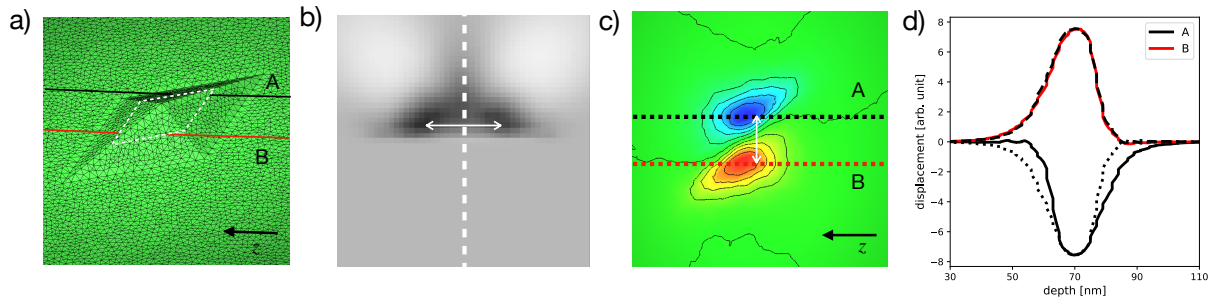 a)
A
B
z
b)
c)
A
B
z
d)
A
B
displacement [arb. unit]
8
6
4
2
0
−2
−4
−6
−8
30
50
70
90
110
depth [nm]